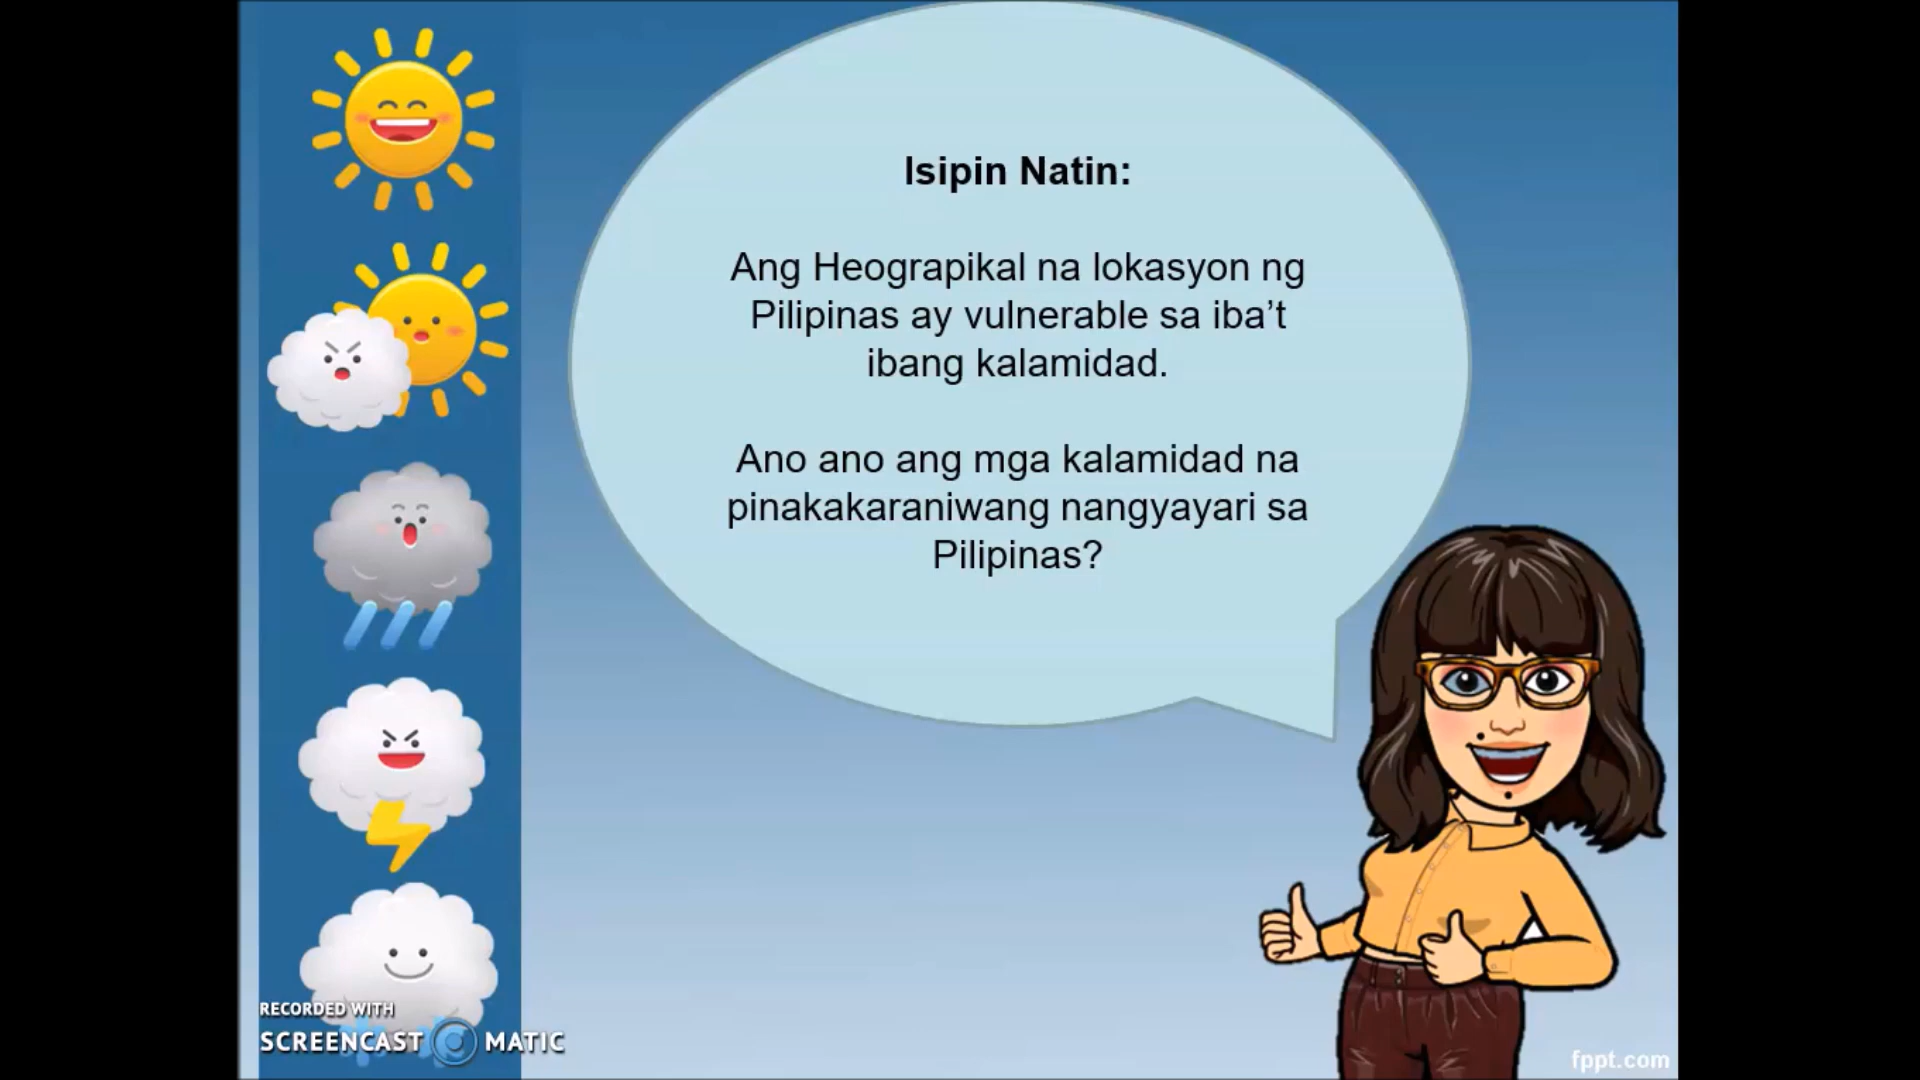 Isipin Natin:
Ang Heograpikal na lokasyon ng
Pilipinas ay vulnerable sa iba’t
ibang kalamidad.
Ano ano ang mga kalamidad na
pinakakaraniwang nangyayari sa
Pilipinas?
RECORDED WITH
SCREENCAST MATIC
fppt.com